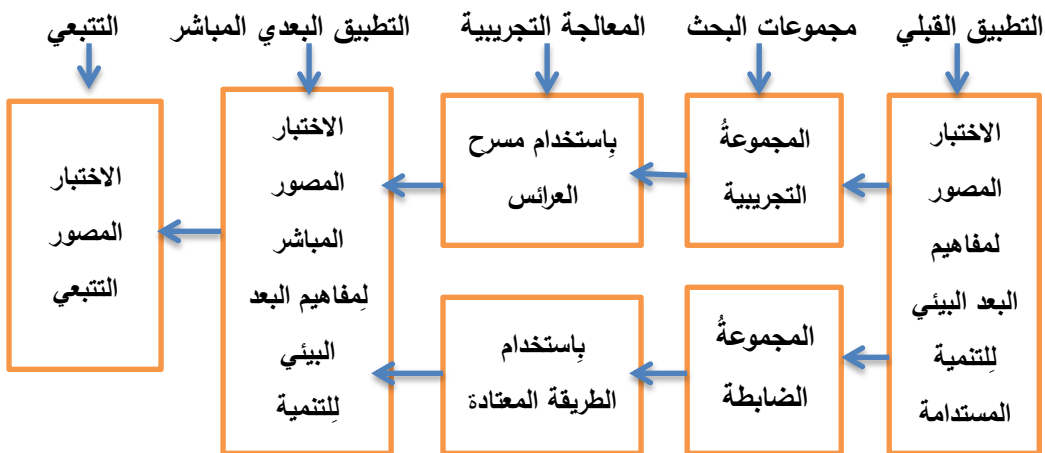 التطبيق القبلي
مجموعات البحث
المعالجة التجريبية
التطبيق البعدي المباشر
التتبعي
الاختبار
المصور
لمفاهيم
البعد البيئي
لِلتنمية
المستدامة
المجموعةُ
التجريبية
بِاستخدام مسرح
العرائس
المجموعةُ
الضابطة
بِاستخدام
الطريقة المعتادة
الاختبار
المصور
المباشر
لِمفاهيم البعد
البيئي
لِلتنمية
الاختبار
المصور
التتبعي